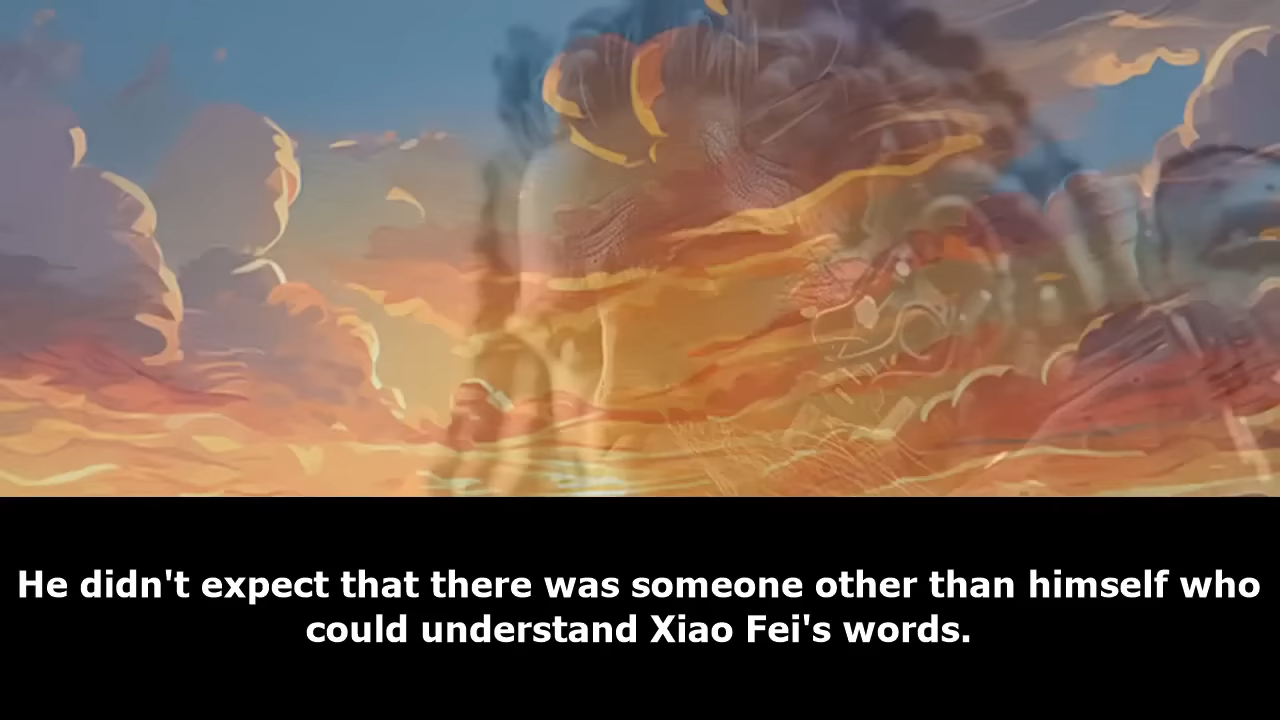 He didn't expect that there was someone other than himself who
could understand Xiao Fei's words.